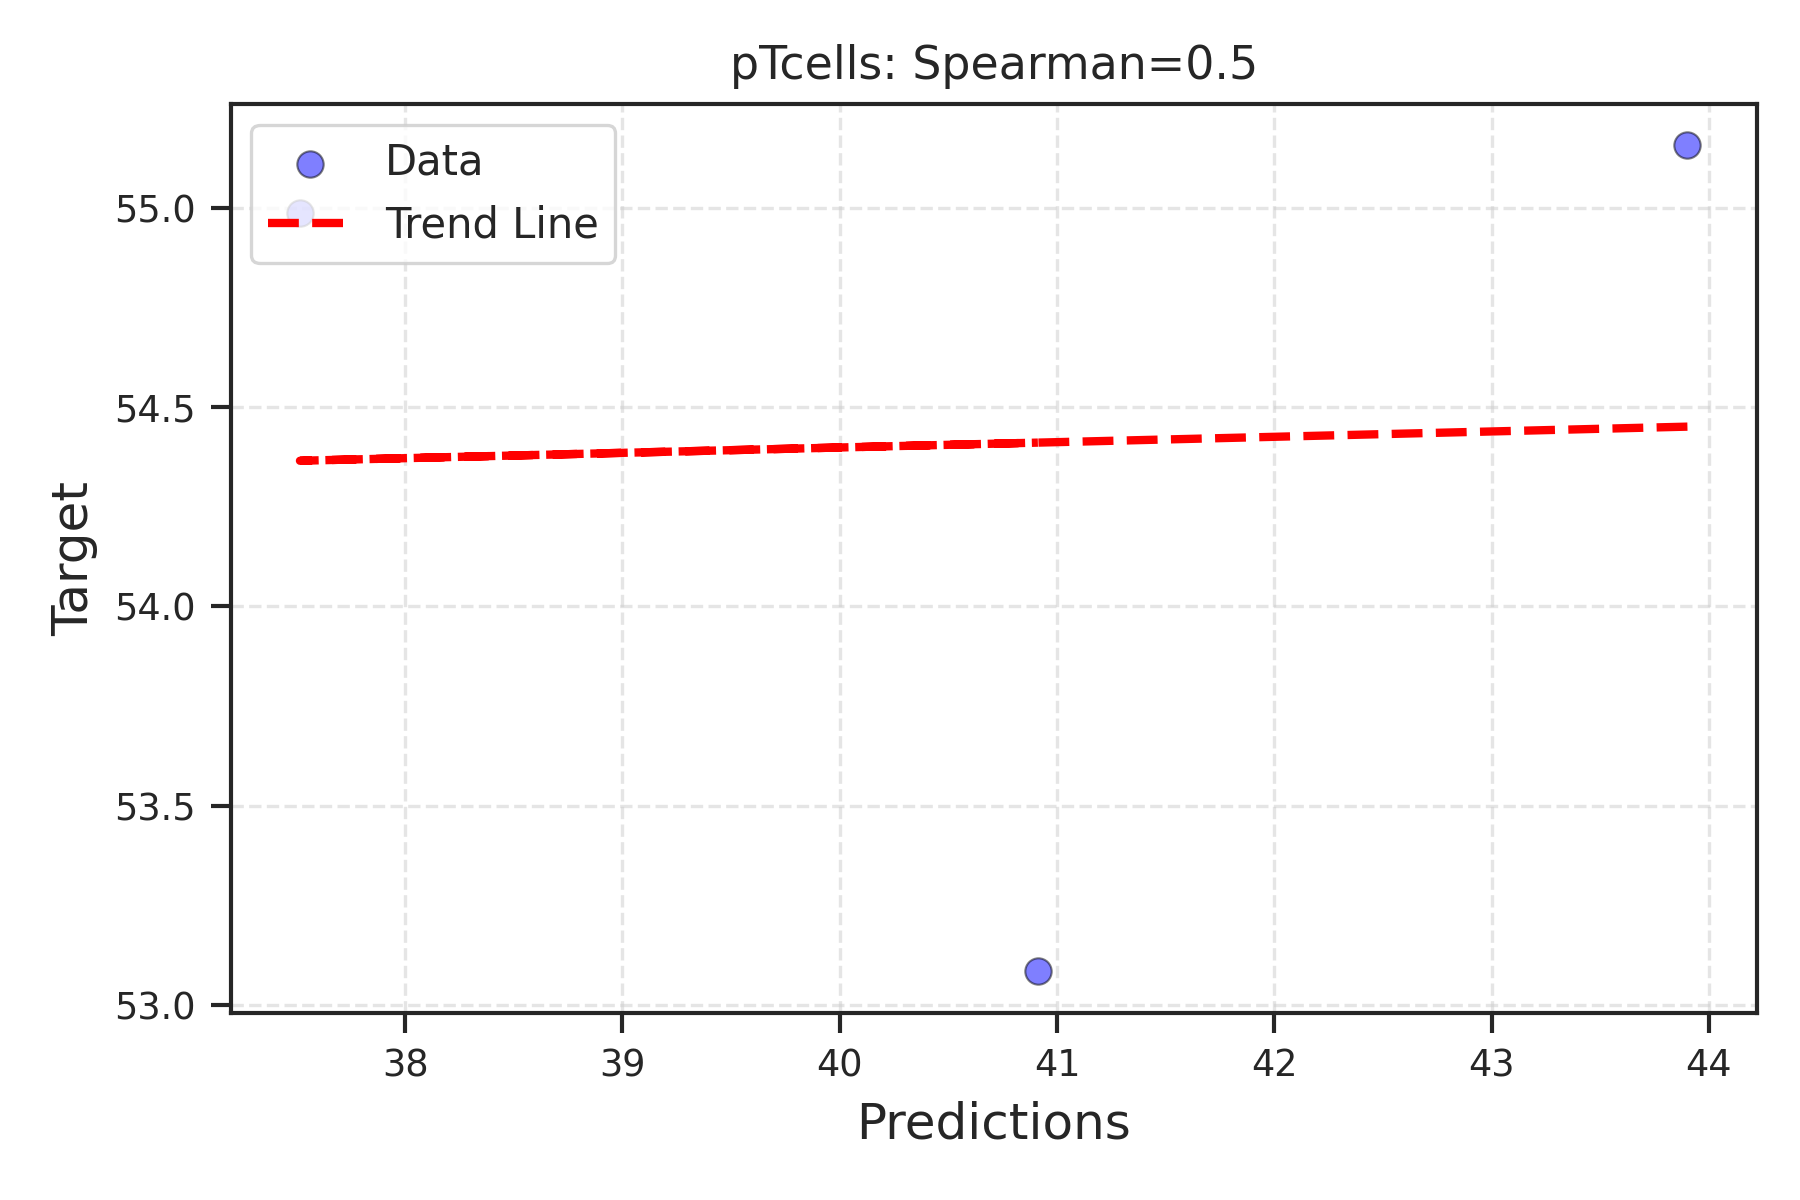 pTcells: Spearman=0.5
Data
Trend Line
55.0
54.5
54.0
53.5
53.0
Target
38 39 40 41 42 43 44
Predictions